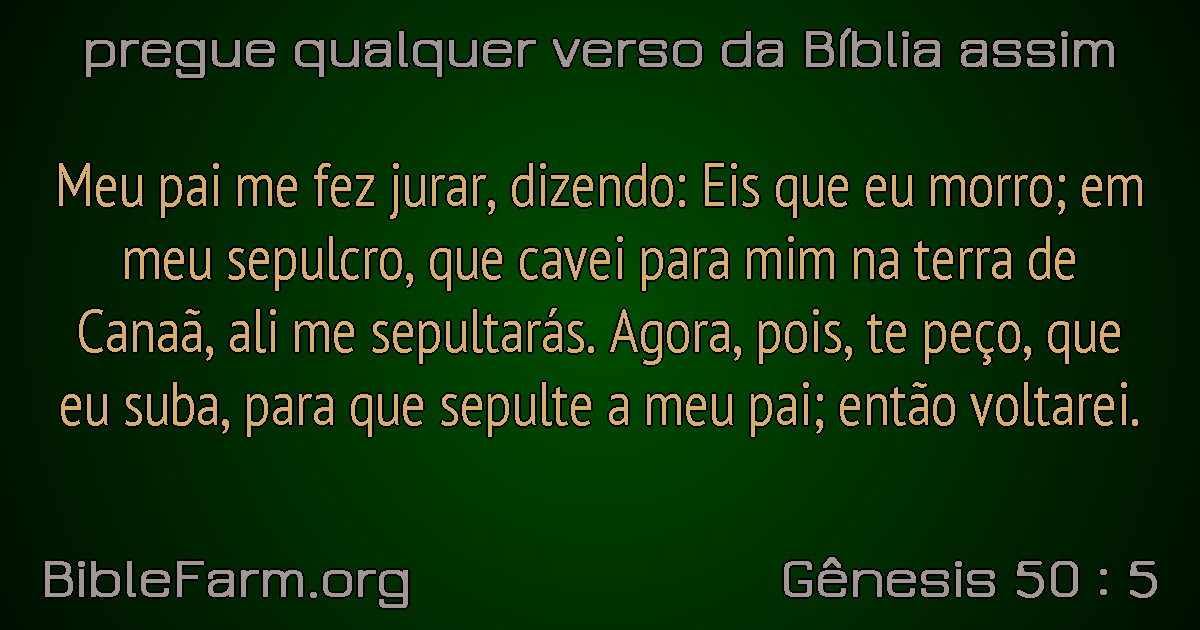 pregue qualquer verso da Bíblia assim
Meu pai me fez jurar, dizendo: Eis que eu morro; em
meu sepulcro, que cavei para mim na terra de
Canaã, ali me sepultarás. Agora, pois, te peço, que
eu suba, para que sepulte a meu pai; então voltarei.
BibleFarm.org
Gênesis 50 : 5